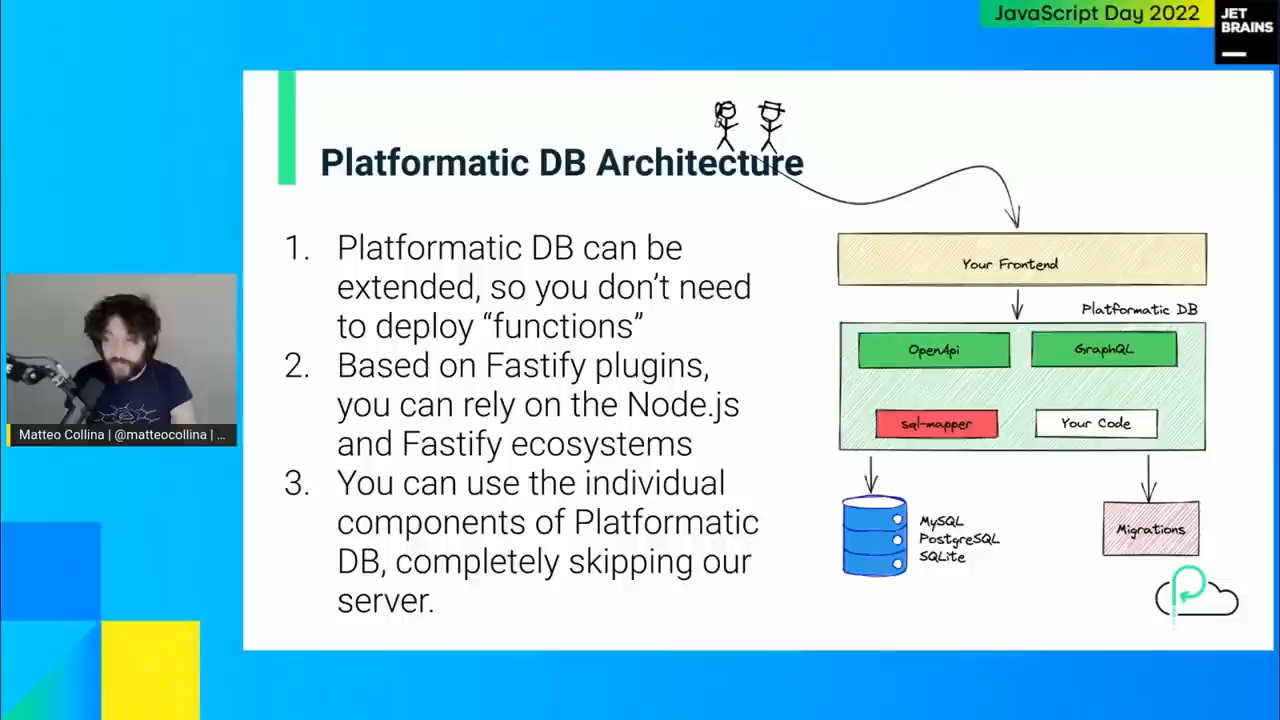 JavaScript Day 2022
JET
BRAINS
Platformatic DB Architecture
1. Platformatic DB can be
extended, so you don’t need
to deploy “functions”
2. Based on Fastify plugins,
you can rely on the Node.js
and Fastify ecosystems
3. You can use the individual
components of Platformatic
DB, completely skipping our
server.
Your Frontend
Platformatic DB
OpenApi
GraphQL
sql-mapper
Your Code
MySQL
PostgreSQL
SQLite
Migrations
Matteo Collina | @matteocollina | ...